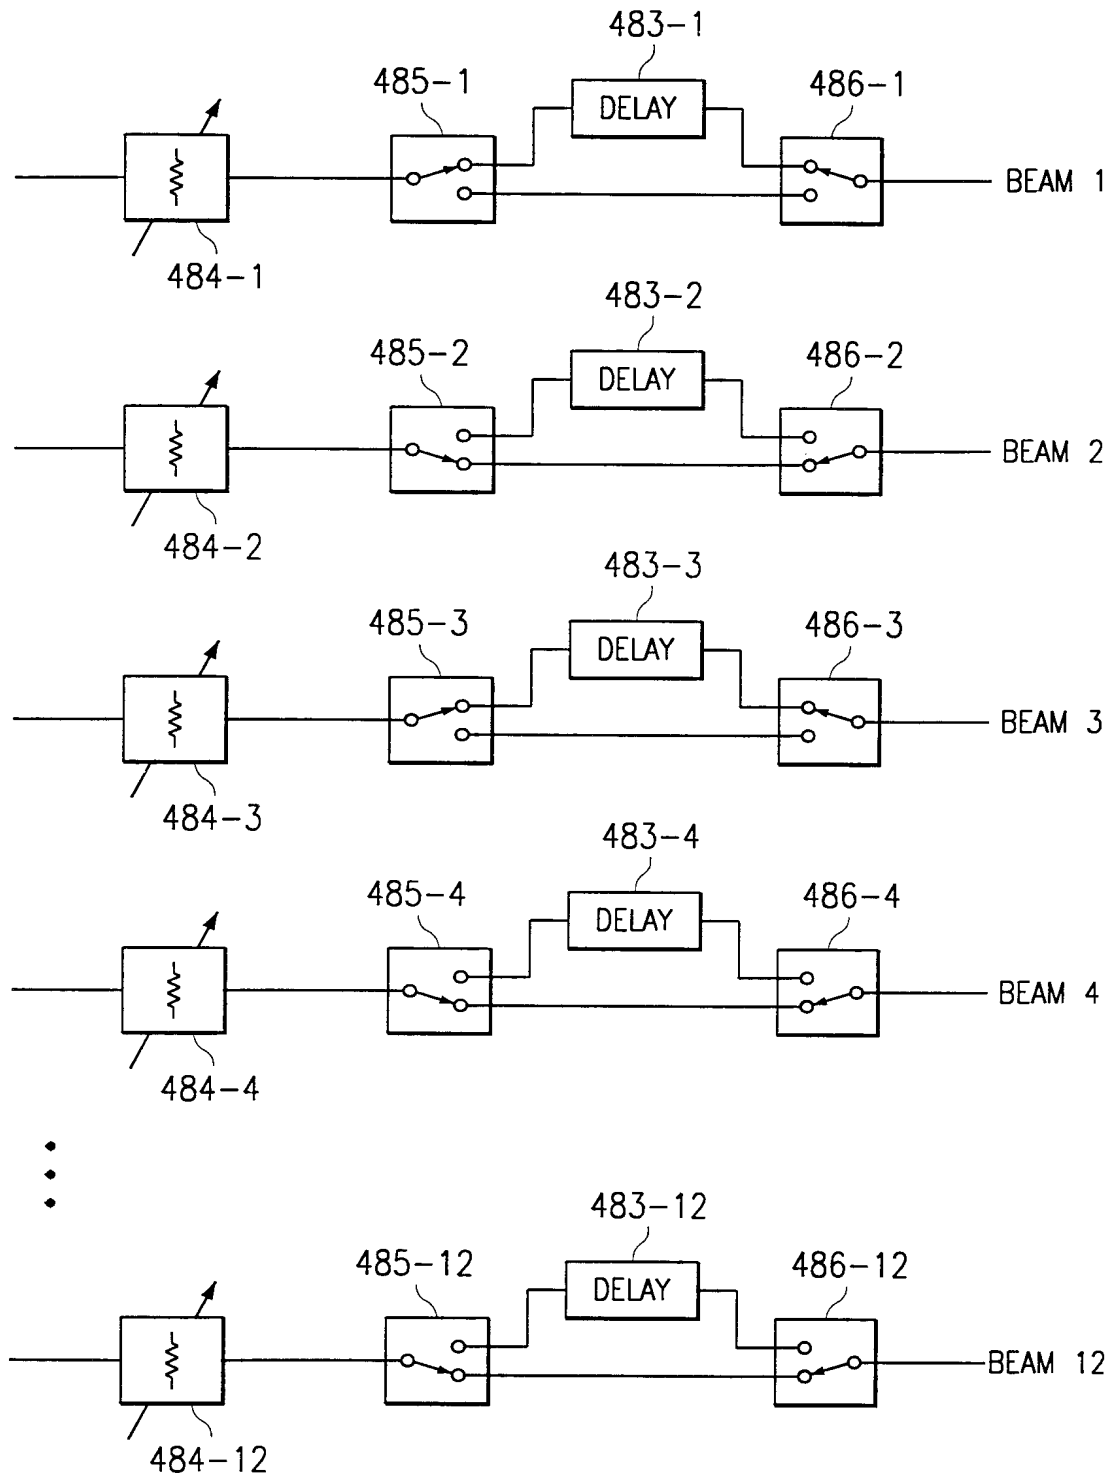 483-1
485-1
DELAY
486-1
BEAM 1
484-1
483-2
485-2
DELAY
486-2
BEAM 2
484-2
483-3
485-3
DELAY
486-3
BEAM 3
484-3
483-4
485-4
DELAY
486-4
BEAM 4
484-4
483-12
485-12
DELAY
486-12
BEAM 12
484-12